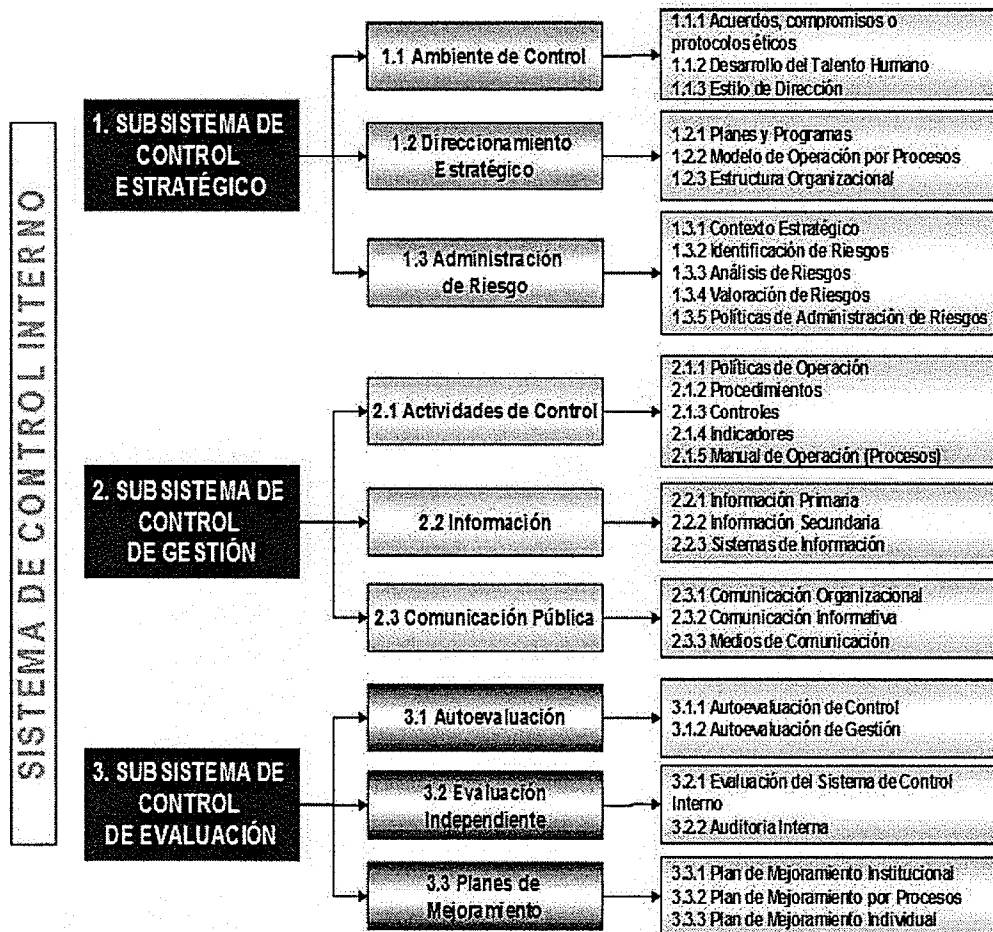 SISTEMA DE CONTROL INTERNO
1. SUBSISTEMA DE
CONTROL
ESTRATÉGICO
1.1 Ambiente de Control
1.1.1 Acuerdos, compromisos o
protocolos éticos
1.1.2 Desarrollo del Talento Humano
1.1.3 Estilo de Dirección
1.2 Direccionamiento
Estratégico
1.2.1 Planes y Programas
1.2.2 Modelo de Operación por Procesos
1.2.3 Estructura Organizacional
1.3 Administración
de Riesgo
1.3.1 Contexto Estratégico
1.3.2 Identificación de Riesgos
1.3.3 Análisis de Riesgos
1.3.4 Valoración de Riesgos
1.3.5 Políticas de Administración de Riesgos
2. SUBSISTEMA DE
CONTROL
DE GESTIÓN
2.1 Actividades de Control
2.1.1 Políticas de Operación
2.1.2 Procedimientos
2.1.3 Controles
2.1.4 Indicadores
2.1.5 Manual de Operación (Procesos)
2.2 Información
2.2.1 Información Primaria
2.2.2 Información Secundaria
2.2.3 Sistemas de Información
2.3 Comunicación Pública
2.3.1 Comunicación Organizacional
2.3.2 Comunicación Informativa
2.3.3 Medios de Comunicación
3. SUBSISTEMA DE
CONTROL
DE EVALUACIÓN
3.1 Autoevaluación
3.1.1 Autoevaluación de Control
3.1.2 Autoevaluación de Gestión
3.2 Evaluación
Independiente
3.2.1 Evaluación del Sistema de Control
Interno
3.2.2 Auditoria Interna
3.3 Planes de
Mejoramiento
3.3.1 Plan de Mejoramiento Institucional
3.3.2 Plan de Mejoramiento por Procesos
3.3.3 Plan de Mejoramiento Individual